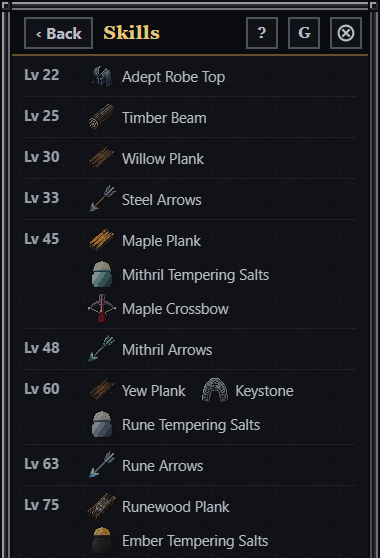 ‹ Back Skills ? G
Lv 22 Adept Robe Top
Lv 25 Timber Beam
Lv 30 Willow Plank
Lv 33 Steel Arrows
Lv 45 Maple Plank
Mithril Tempering Salts
Maple Crossbow
Lv 48 Mithril Arrows
Lv 60 Yew Plank Keystone
Rune Tempering Salts
Lv 63 Rune Arrows
Lv 75 Runewood Plank
Ember Tempering Salts